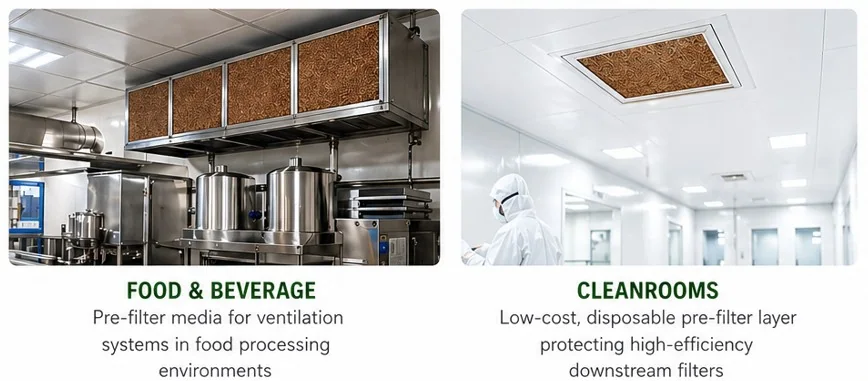 FOOD & BEVERAGE
Pre-filter media for ventilation
systems in food processing
environments
CLEANROOMS
Low-cost, disposable pre-filter layer
protecting high-efficiency
downstream filters